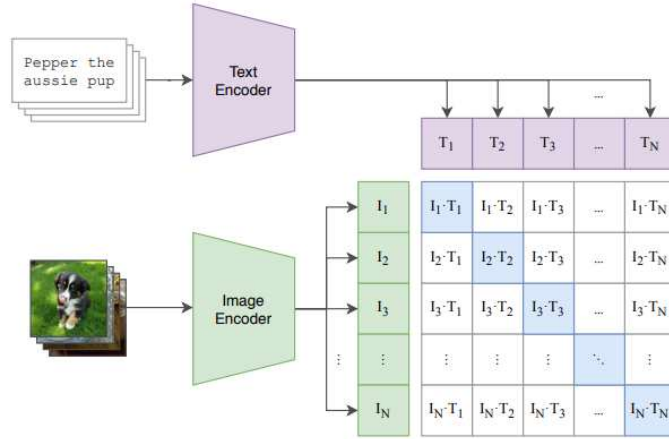 Pepper the
aussie pup
Text
Encoder
...
T1 T2 T3 ... TN
I1 I1·T1 I1·T2 I1·T3 ... I1·TN
I2 I2·T1 I2·T2 I2·T3 ... I2·TN
Image
Encoder
I3 I3·T1 I3·T2 I3·T3 ... I3·TN
⋮ ⋮ ⋮ ⋮ ⋮ ⋱ ⋮
IN IN·T1 IN·T2 IN·T3 ... IN·TN